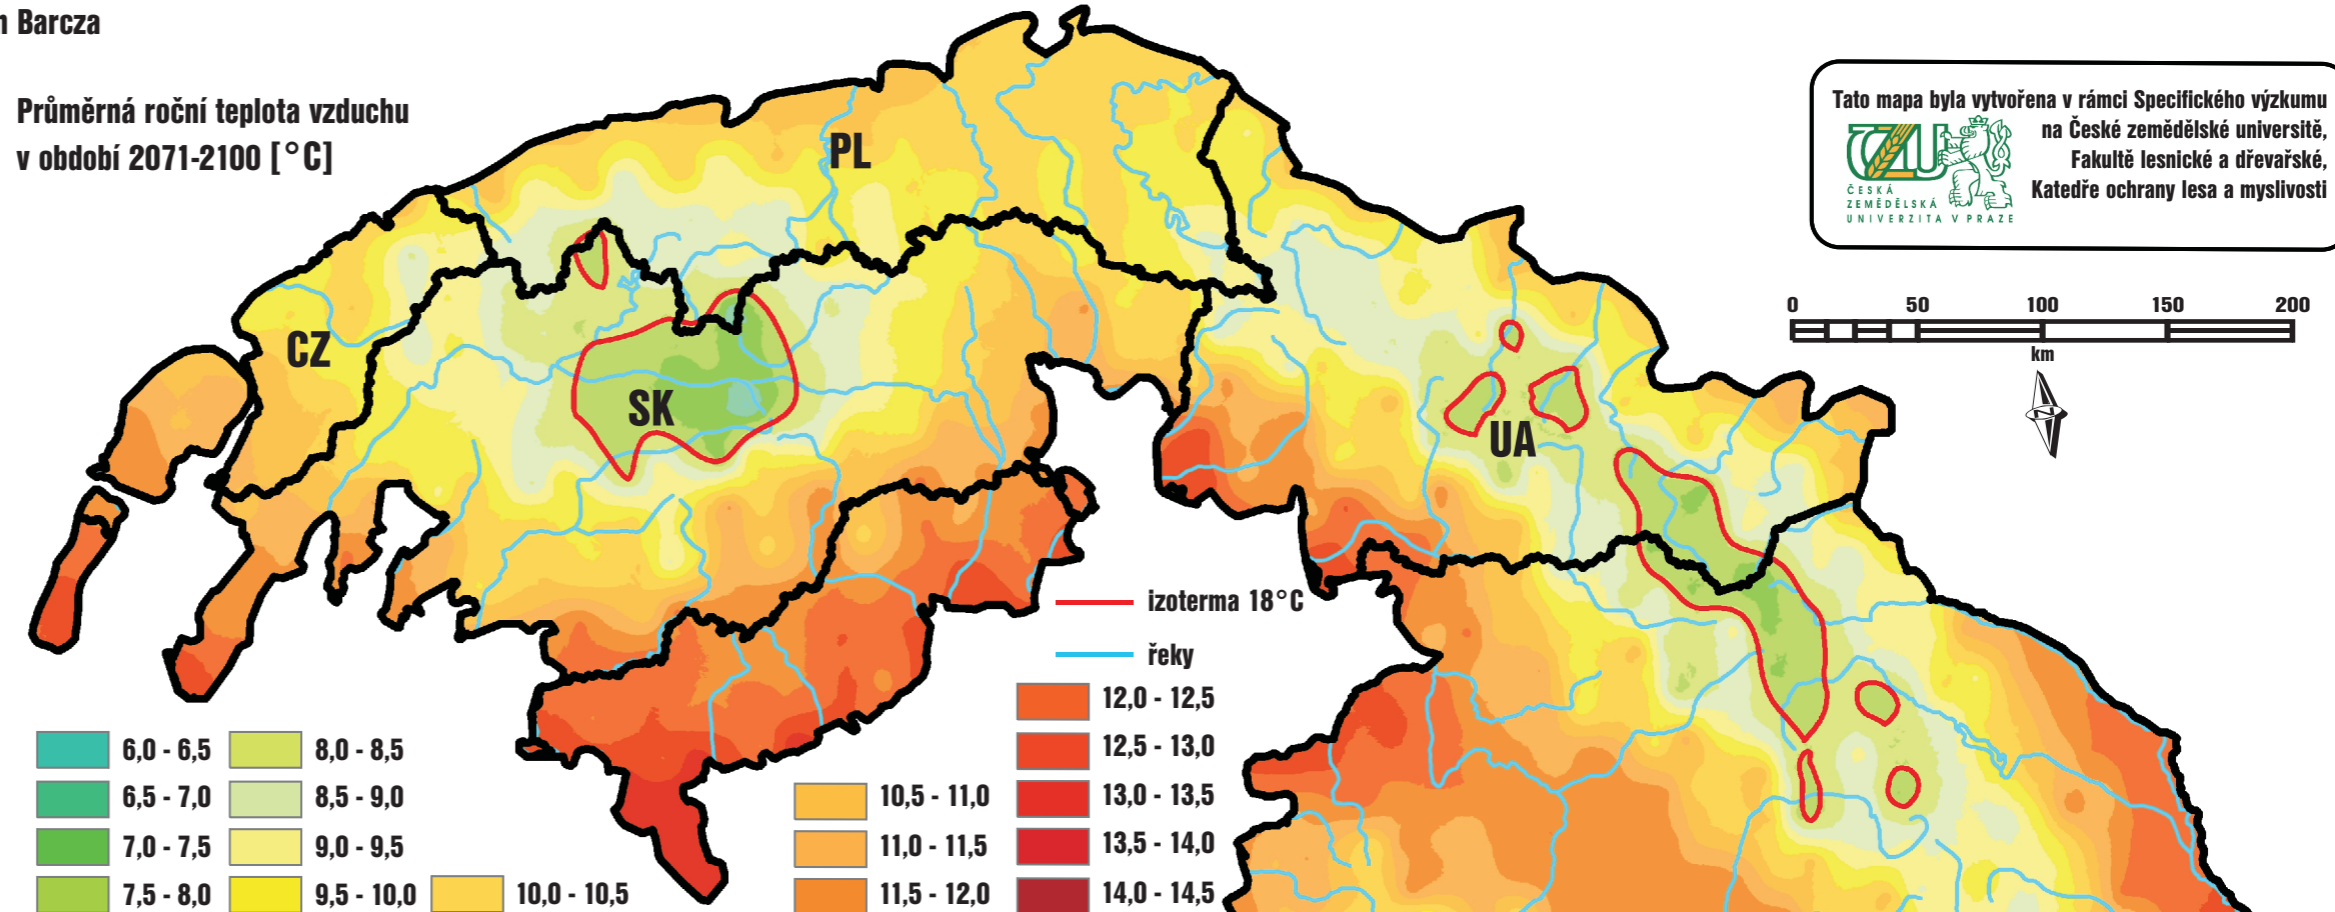 Barcza
Průměrná roční teplota vzduchu
v období 2071-2100 [°C]
Tato mapa byla vytvořena v rámci Specifického výzkumu
na České zemědělské universitě,
Fakultě lesnické a dřevařské,
Katedře ochrany lesa a myslivosti
ČZU
ČESKÁ
ZEMĚDĚLSKÁ
UNIVERZITA V PRAZE
0 50 100 150 200
km
PL
CZ
SK
UA
izoterma 18°C
řeky
6,0 - 6,5
6,5 - 7,0
7,0 - 7,5
7,5 - 8,0
8,0 - 8,5
8,5 - 9,0
9,0 - 9,5
9,5 - 10,0
10,0 - 10,5
10,5 - 11,0
11,0 - 11,5
11,5 - 12,0
12,0 - 12,5
12,5 - 13,0
13,0 - 13,5
13,5 - 14,0
14,0 - 14,5